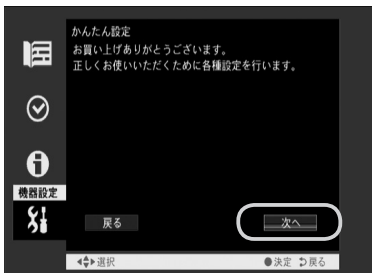 かんたん設定
お買い上げありがとうございます。
正しくお使いいただくために各種設定を行います。
機器設定
戻る
次へ
選択
決定 戻る